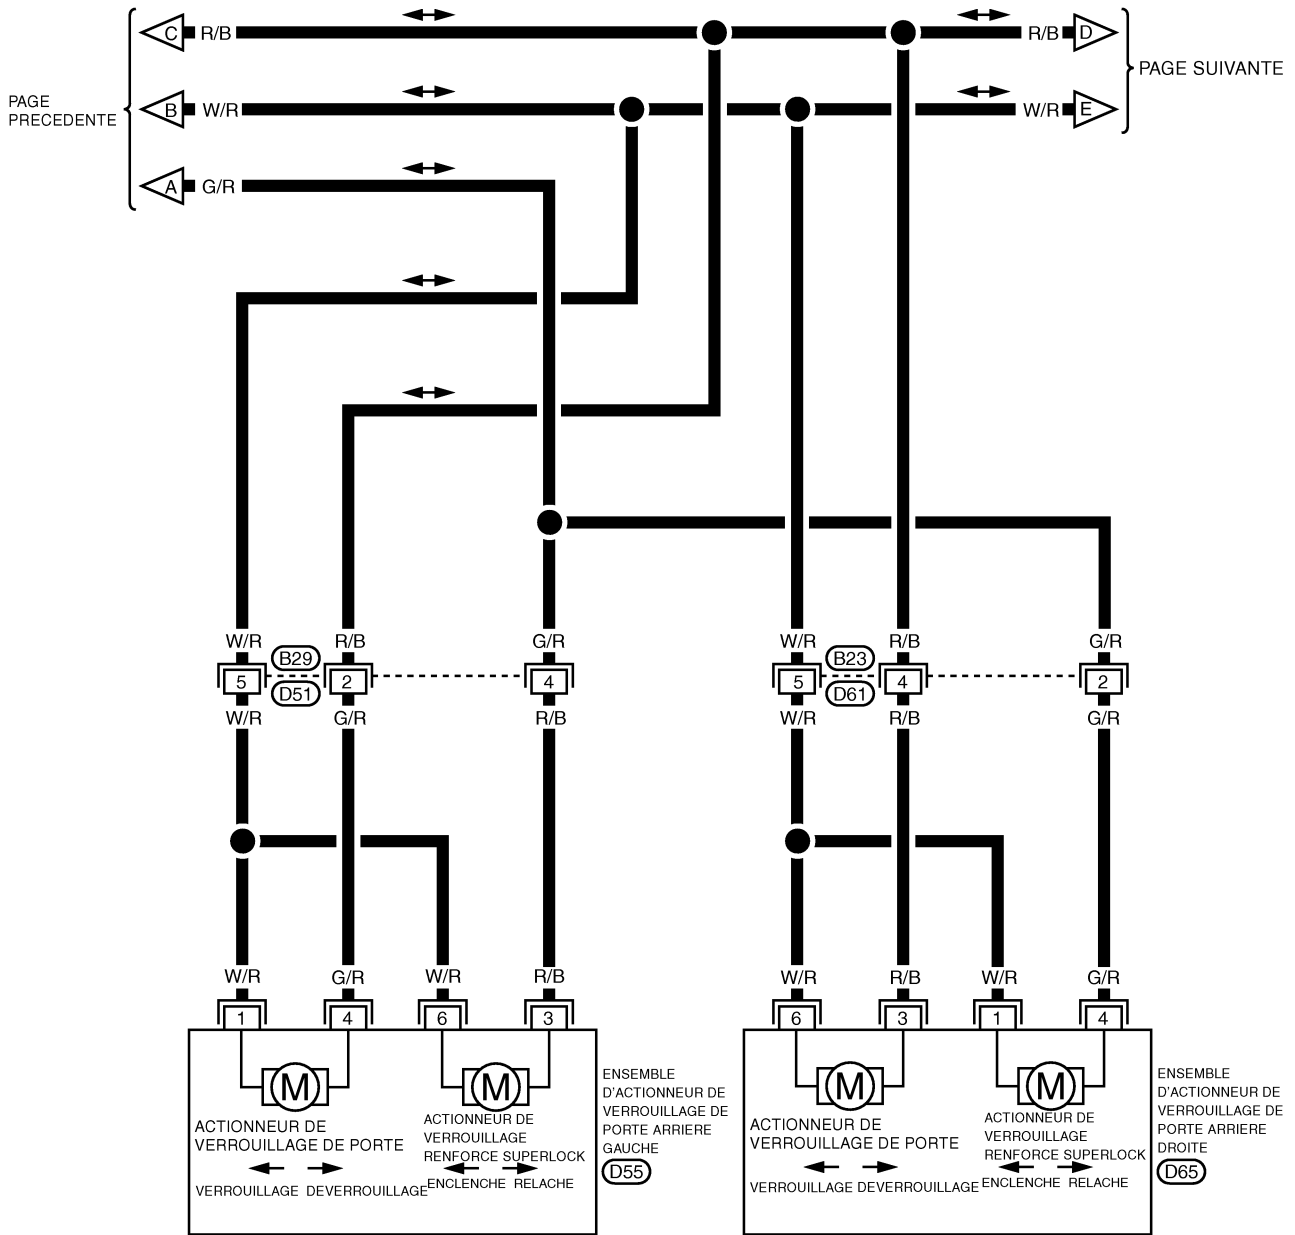 C R/B R/B D
PAGE SUIVANTE
PAGE
PRECEDENTE
B W/R W/R E
A G/R
W/R R/B G/R W/R R/B G/R
B29 B23
5 2 4 5 4 2
D51 D61
W/R G/R R/B W/R R/B G/R
W/R G/R W/R R/B W/R R/B W/R G/R
1 4 6 3 6 3 1 4
M M M M
ACTIONNEUR DE
VERROUILLAGE DE PORTE
VERROUILLAGE DEVERROUILLAGE
ACTIONNEUR DE
VERROUILLAGE
RENFORCE SUPERLOCK
ENCLENCHE RELACHE
ENSEMBLE
D'ACTIONNEUR DE
VERROUILLAGE DE
PORTE ARRIERE
GAUCHE
D55
ACTIONNEUR DE
VERROUILLAGE DE PORTE
VERROUILLAGE DEVERROUILLAGE
ACTIONNEUR DE
VERROUILLAGE
RENFORCE SUPERLOCK
ENCLENCHE RELACHE
ENSEMBLE
D'ACTIONNEUR DE
VERROUILLAGE DE
PORTE ARRIERE
DROITE
D65